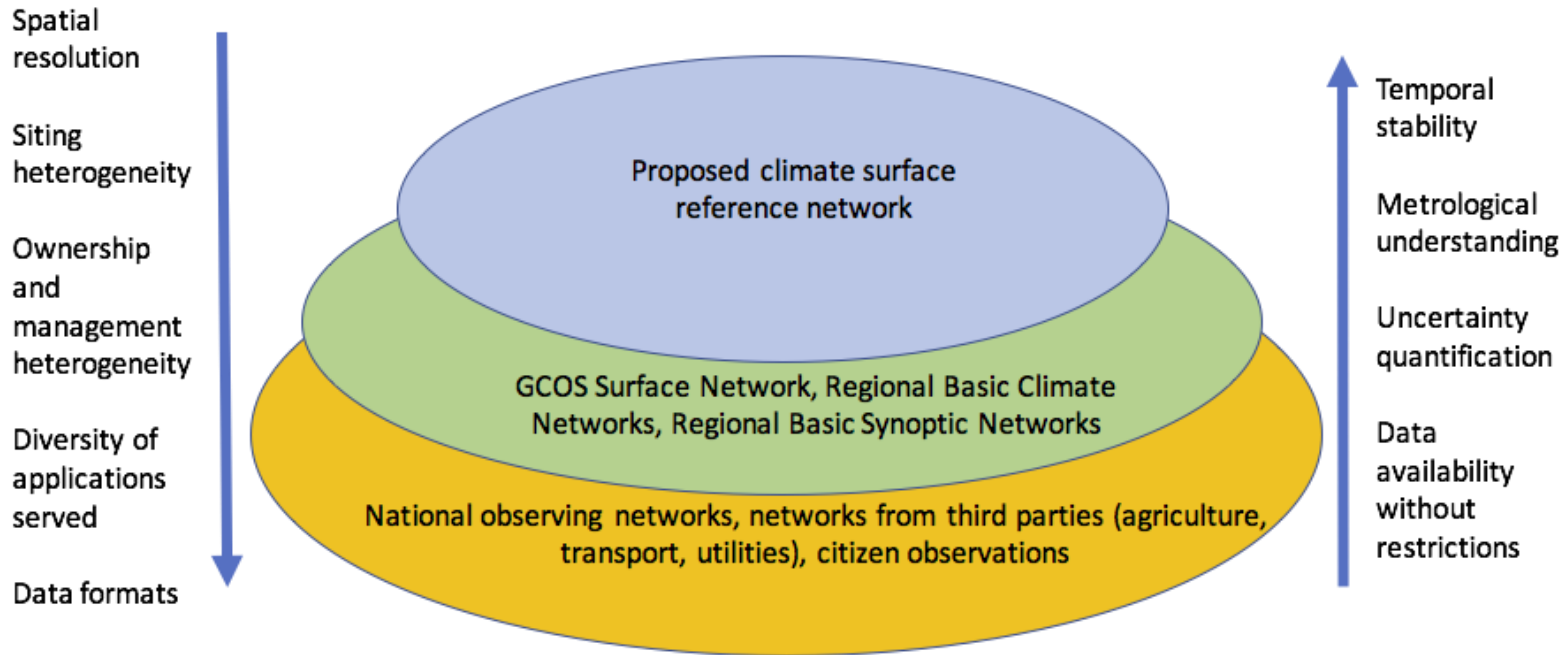 Spatial
resolution
Siting
heterogeneity
Ownership
and
management
heterogeneity
Diversity of
applications
served
Data formats
Proposed climate surface
reference network
GCOS Surface Network, Regional Basic Climate
Networks, Regional Basic Synoptic Networks
National observing networks, networks from third parties (agriculture,
transport, utilities), citizen observations
Temporal
stability
Metrological
understanding
Uncertainty
quantification
Data
availability
without
restrictions